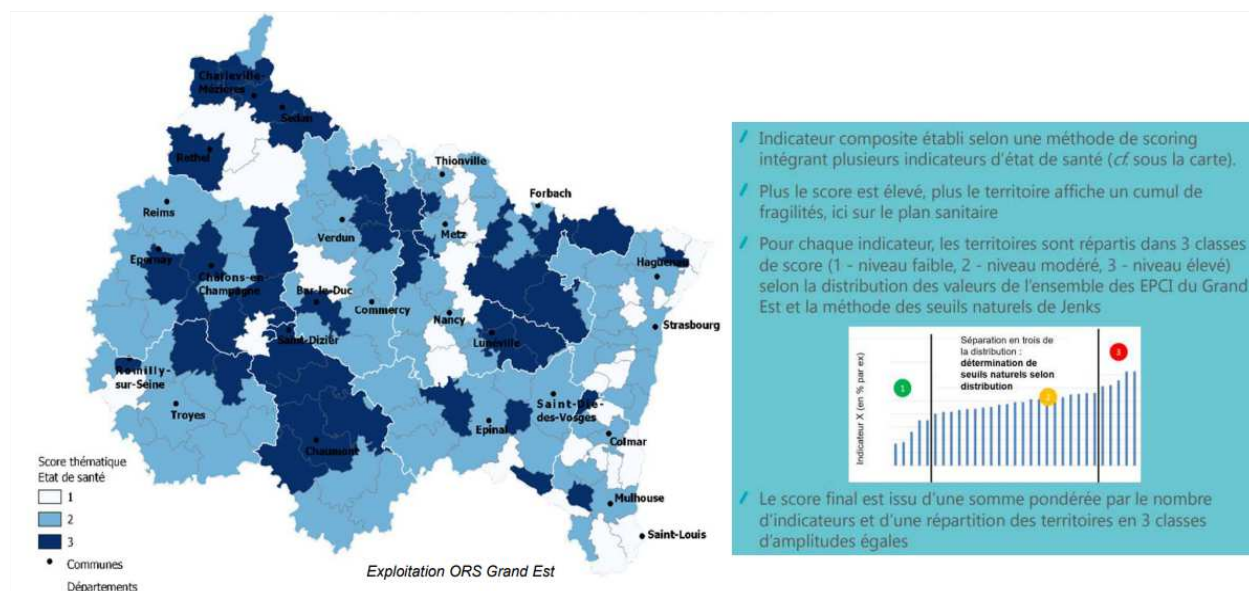 Charleville-
Mézières
Sedan
Rethel
Thionville
Forbach
Reims
Verdun
Metz
Epernay
Haguenau
Châlons-en-
Champagne
Bar-le-Duc
Commercy
Nancy
Strasbourg
Saint-Dizier
Lunéville
Romilly-
sur-Seine
Troyes
Saint-Dié-
des-Vosges
Epinal
Chaumont
Colmar
Mulhouse
Saint-Louis
Score thématique
Etat de santé
1
2
3
Communes
Départements
Exploitation ORS Grand Est
Indicateur composite établi selon une méthode de scoring
intégrant plusieurs indicateurs d'état de santé (cf sous la carte).
Plus le score est élevé, plus le territoire affiche un cumul de
fragilités, ici sur le plan sanitaire
Pour chaque indicateur, les territoires sont répartis dans 3 classes
de score (1 - niveau faible, 2 - niveau modéré, 3 - niveau élevé)
selon la distribution des valeurs de l'ensemble des EPCI du Grand
Est et la méthode des seuils naturels de Jenks
Séparation en trois de
la distribution :
détermination de
seuils naturels selon
distribution
1
2
3
Indicateur X (en % par ex)
Le score final est issu d'une somme pondérée par le nombre
d'indicateurs et d'une répartition des territoires en 3 classes
d'amplitudes égales